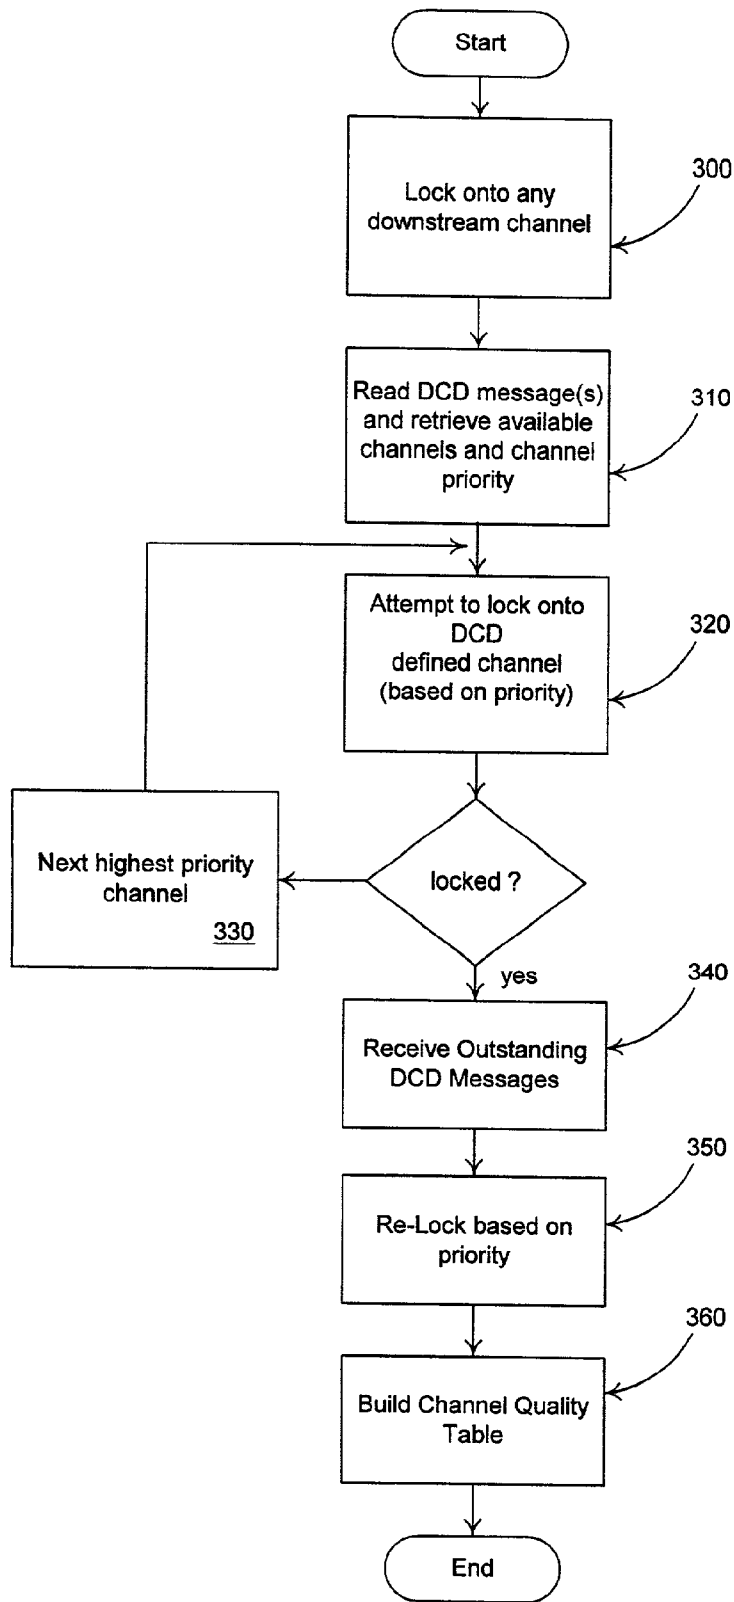 Start
Lock onto any
downstream channel
300
Read DCD message(s)
and retrieve available
channels and channel
priority
310
Attempt to lock onto
DCD
defined channel
(based on priority)
320
locked ?
Next highest priority
channel
330
yes
Receive Outstanding
DCD Messages
340
Re-Lock based on
priority
350
Build Channel Quality
Table
360
End